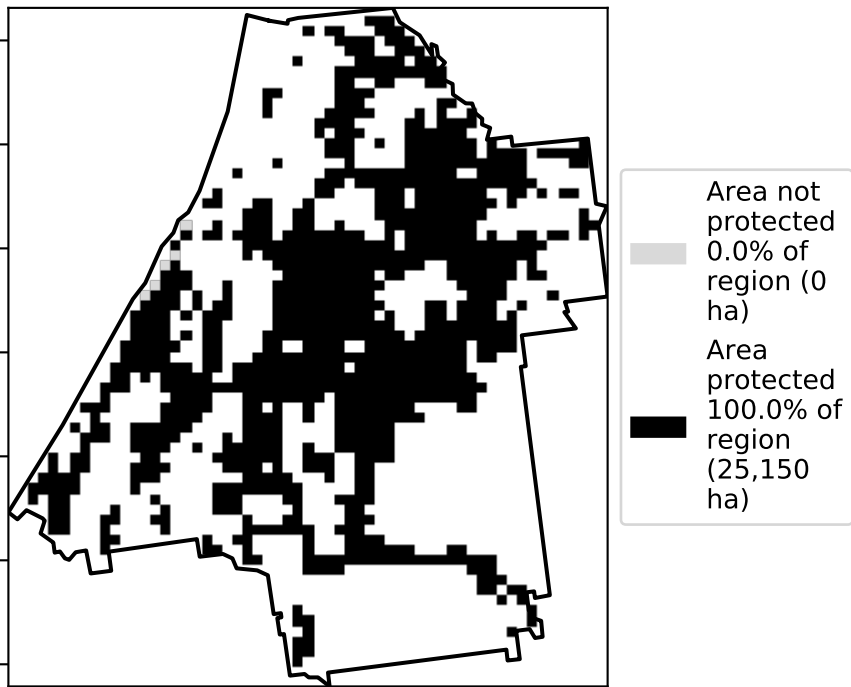 Area not
protected
0.0% of
region (0
ha)
Area
protected
100.0% of
region
(25,150
ha)